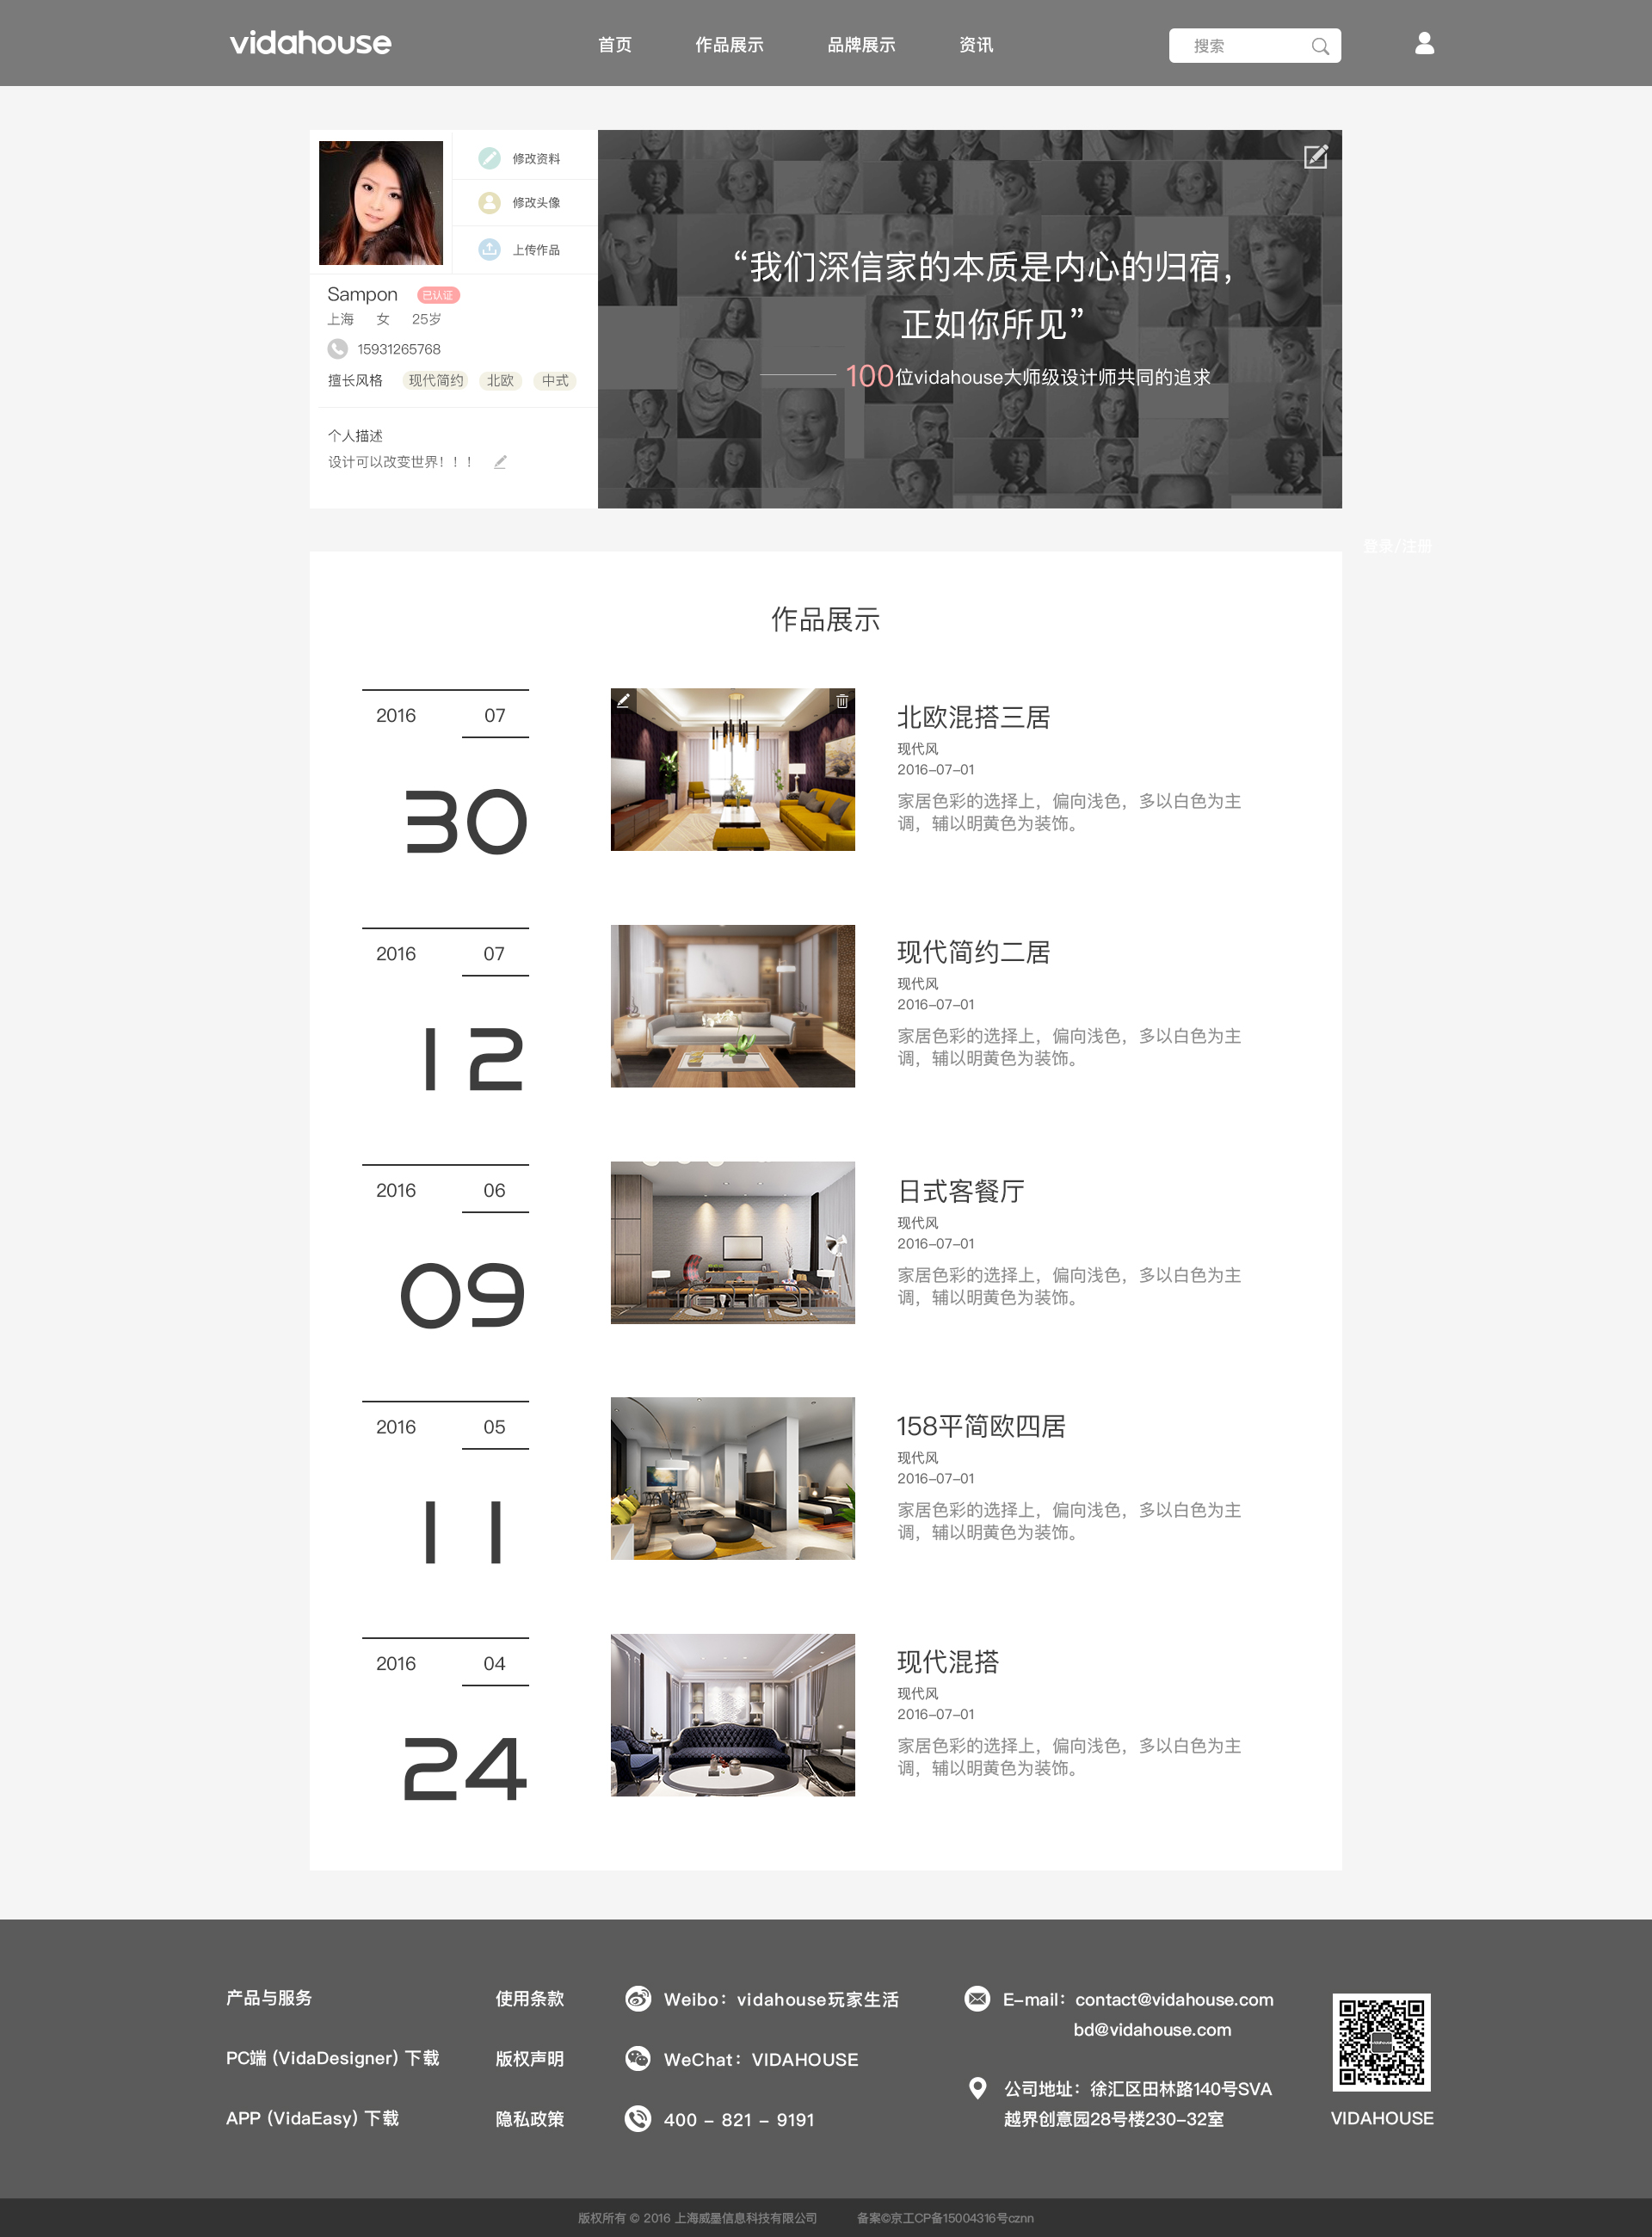 vidahouse
首页 作品展示 品牌展示 资讯
搜索
修改资料
修改头像
上传作品
Sampon 已认证
上海 女 25岁
15931265768
擅长风格 现代简约 北欧 中式
个人描述
设计可以改变世界！！！
“我们深信家的本质是内心的归宿，
正如你所见”
100位vidahouse大师级设计师共同的追求
登录/注册
作品展示
2016 07
30
北欧混搭三居
现代风
2016-07-01
家居色彩的选择上，偏向浅色，多以白色为主
调，辅以明黄色为装饰。
2016 07
12
现代简约二居
现代风
2016-07-01
家居色彩的选择上，偏向浅色，多以白色为主
调，辅以明黄色为装饰。
2016 06
09
日式客餐厅
现代风
2016-07-01
家居色彩的选择上，偏向浅色，多以白色为主
调，辅以明黄色为装饰。
2016 05
11
158平简欧四居
现代风
2016-07-01
家居色彩的选择上，偏向浅色，多以白色为主
调，辅以明黄色为装饰。
2016 04
24
现代混搭
现代风
2016-07-01
家居色彩的选择上，偏向浅色，多以白色为主
调，辅以明黄色为装饰。
产品与服务
PC端 (VidaDesigner) 下载
APP (VidaEasy) 下载
使用条款
版权声明
隐私政策
Weibo：vidahouse玩家生活
WeChat：VIDAHOUSE
400 - 821 - 9191
E-mail：contact@vidahouse.com
bd@vidahouse.com
公司地址：徐汇区田林路140号SVA
越界创意园28号楼230-32室
VIDAHOUSE
版权所有 © 2016 上海威墨信息科技有限公司 备案©京工CP备15004316号cznn